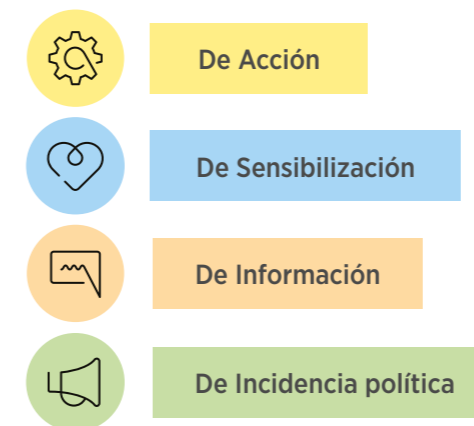 De Acción
De Sensibilización
De Información
De Incidencia política